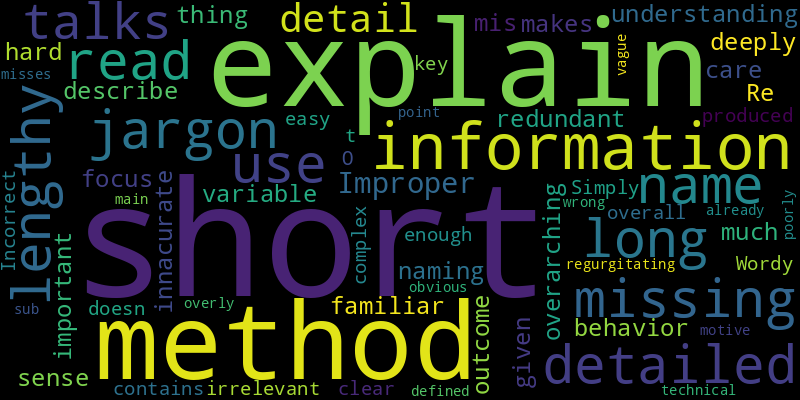 talks
thing
detail
mis
makes
understanding
hard
read
explain
vague
deeply
misses
describe
key
care
Re
lengthy
jargon
easy
point
redundant
produced
t
information
use
O
focus
innacurate
variable
Improper
name
Simply
main
short
wrong
Incorrect
important
complex
enough
overarching
long
overall
already
poorly
much
naming
regurgitating
Wordy
obvious
missing
sub
doesn
overly
familiar
outcome
given
behavior
motive
method
detailed
sense
contains
irrelevant
clear
defined
technical